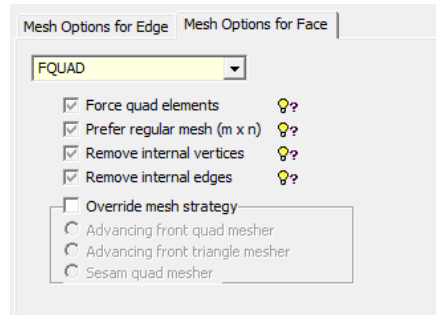 Mesh Options for Edge Mesh Options for Face
FQUAD
Force quad elements ?
Prefer regular mesh (m x n) ?
Remove internal vertices ?
Remove internal edges ?
Override mesh strategy
Advancing front quad mesher
Advancing front triangle mesher
Sesam quad mesher